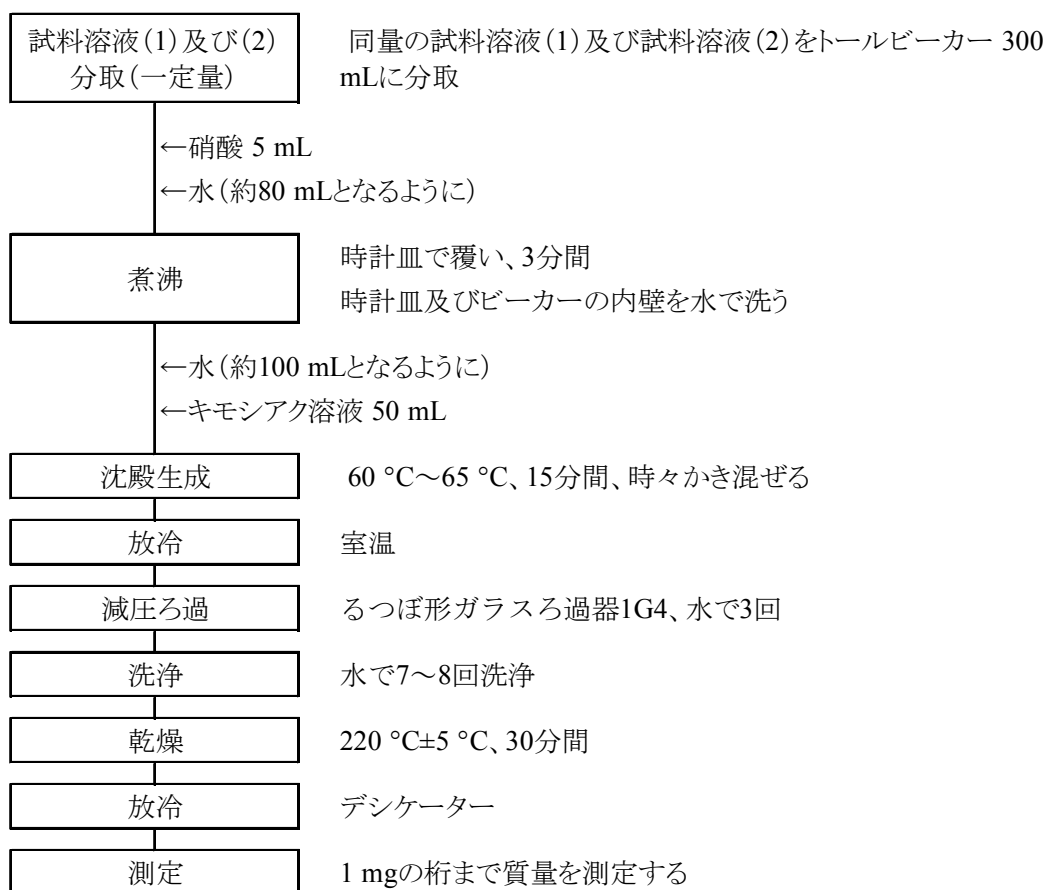 試料溶液(1)及び(2)
分取(一定量)
同量の試料溶液(1)及び試料溶液(2)をトールビーカー 300
mLに分取
←硝酸 5 mL
←水(約80 mLとなるように)
煮沸
時計皿で覆い、3分間
時計皿及びビーカーの内壁を水で洗う
←水(約100 mLとなるように)
←キモシアク溶液 50 mL
沈殿生成
60 °C~65 °C、15分間、時々かき混ぜる
放冷
室温
減圧ろ過
るつぼ形ガラスろ過器1G4、水で3回
洗浄
水で7~8回洗浄
乾燥
220 °C±5 °C、30分間
放冷
デシケーター
測定
1 mgの桁まで質量を測定する